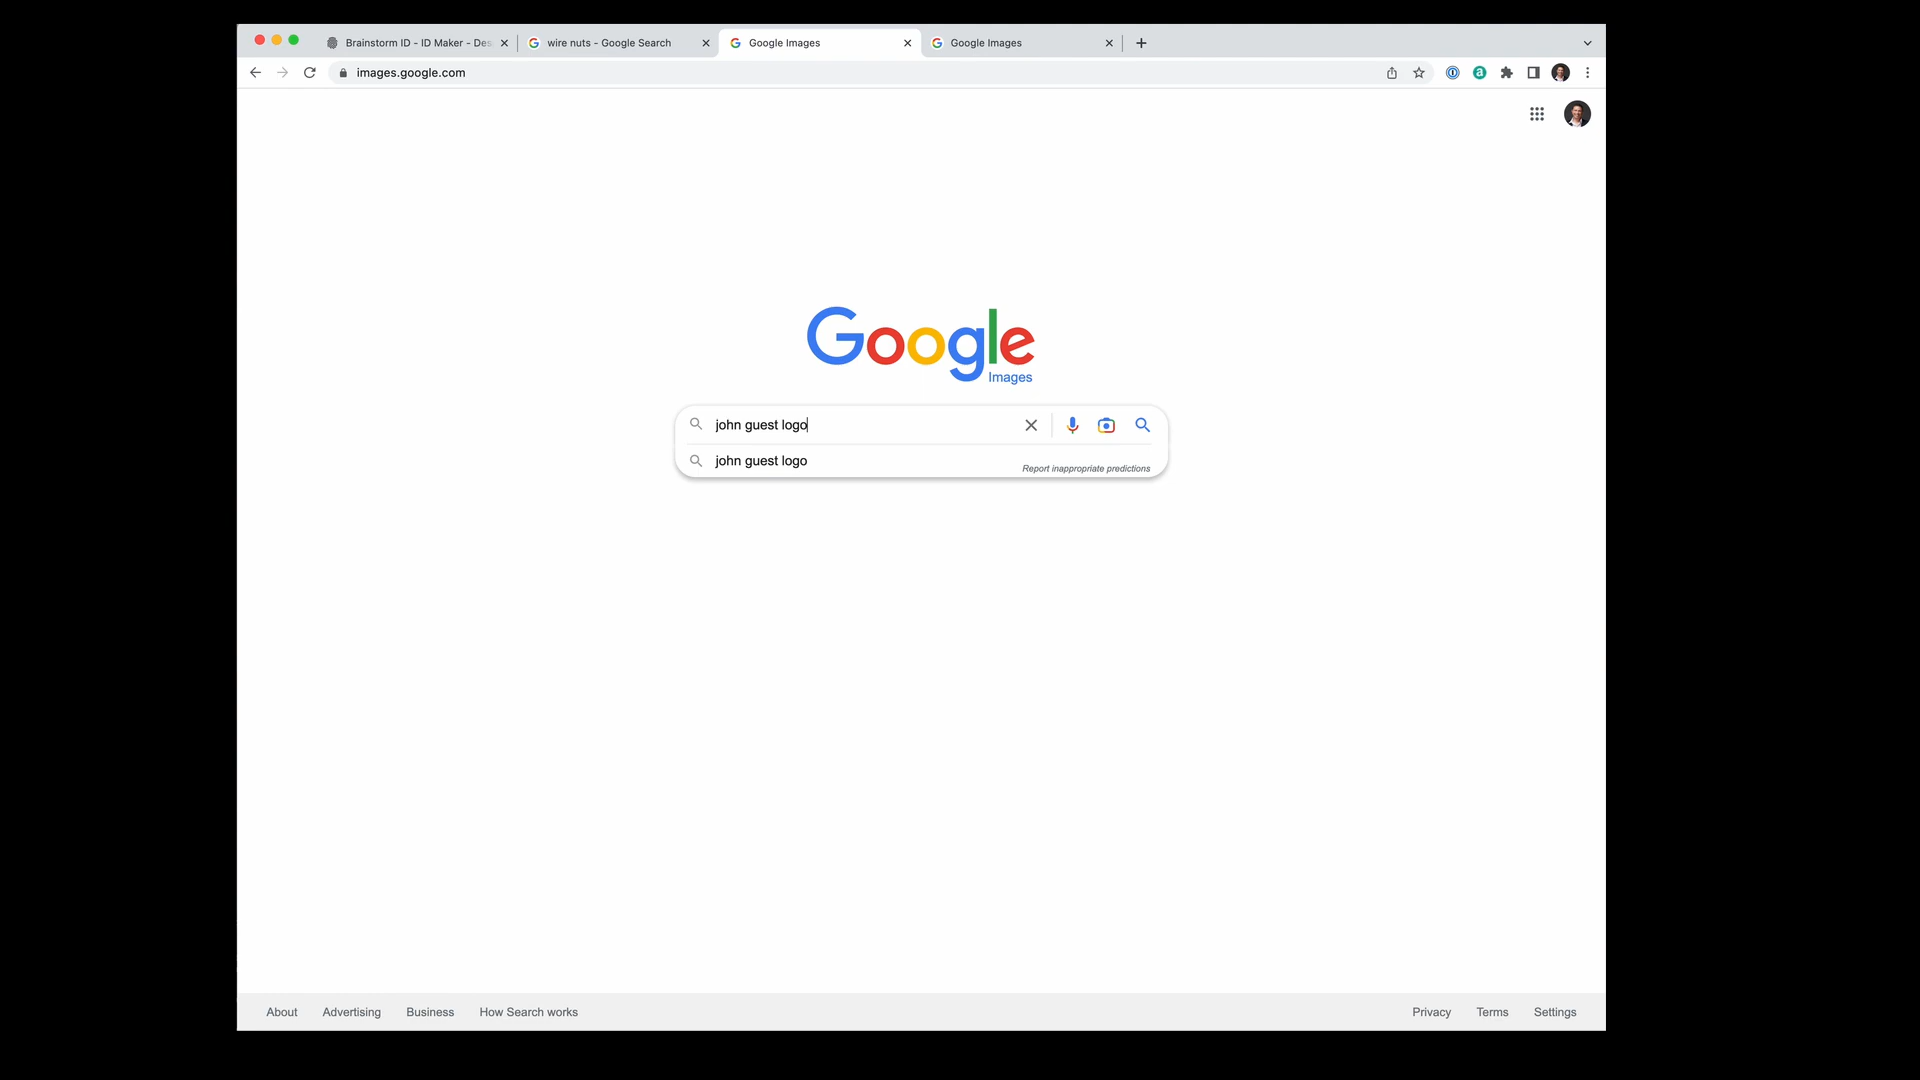 Brainstorm ID - ID Maker - Des
wire nuts - Google Search
Google Images
Google Images
images.google.com
Google
Images
john guest logo
john guest logo
Report inappropriate predictions
About
Advertising
Business
How Search works
Privacy
Terms
Settings